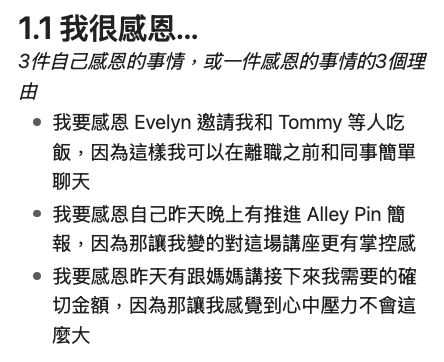 1.1 我很感恩...
3件自己感恩的事情，或一件感恩的事情的3個理
由
• 我要感恩 Evelyn 邀請我和 Tommy 等人吃
飯，因為這樣我可以在離職之前和同事簡單
聊天
• 我要感恩自己昨天晚上有推進 Alley Pin 簡
報，因為那讓我變的對這場講座更有掌控感
• 我要感恩昨天有跟媽媽講接下來我需要的確
切金額，因為那讓我感覺到心中壓力不會這
麼大